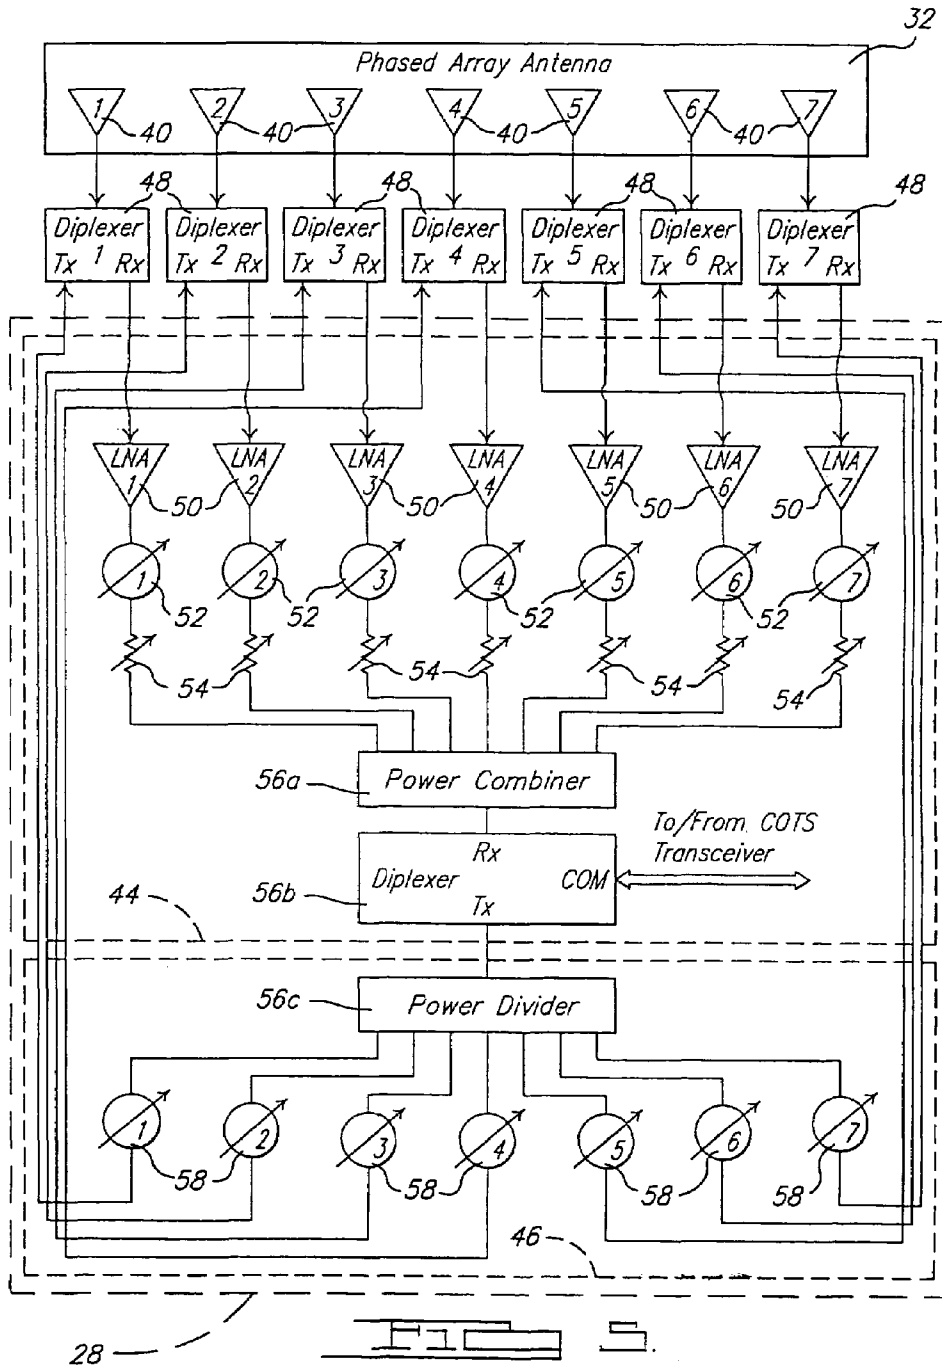 32
Phased Array Antenna
1 2 3 4 5 6 7
40 40 40 40 40
48 48 48 48 48 48
Diplexer 1 Tx Rx
Diplexer 2 Tx Rx
Diplexer 3 Tx Rx
Diplexer 4 Tx Rx
Diplexer 5 Tx Rx
Diplexer 6 Tx Rx
Diplexer 7 Tx Rx
LNA 1 LNA 2 LNA 3 LNA 4 LNA 5 LNA 6 LNA 7
50 50 50 50 50
1 2 3 4 5 6 7
52 52 52 52 52
54 54 54 54
56a
Power Combiner
To/From COTS
Transceiver
Rx
56b
Diplexer
COM
Tx
44
56c
Power Divider
1 2 3 4 5 6 7
58 58 58 58 58
46
28
FIG 5.